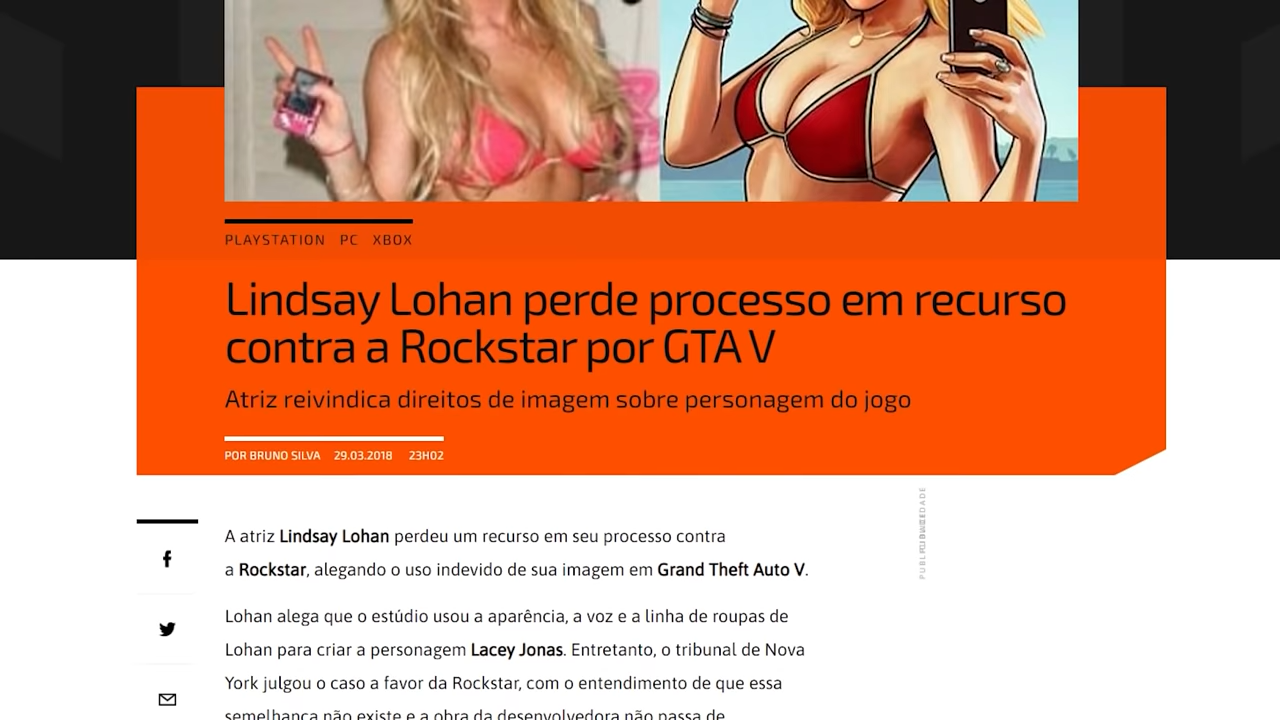 PLAYSTATION PC XBOX
Lindsay Lohan perde processo em recurso
contra a Rockstar por GTA V
Atriz reivindica direitos de imagem sobre personagem do jogo
POR BRUNO SILVA 29.03.2018 23H02
A atriz Lindsay Lohan perdeu um recurso em seu processo contra
a Rockstar, alegando o uso indevido de sua imagem em Grand Theft Auto V.
Lohan alega que o estúdio usou a aparência, a voz e a linha de roupas de
Lohan para criar a personagem Lacey Jonas. Entretanto, o tribunal de Nova
York julgou o caso a favor da Rockstar, com o entendimento de que essa
semelhança não existe e a obra da desenvolvedora não passa de